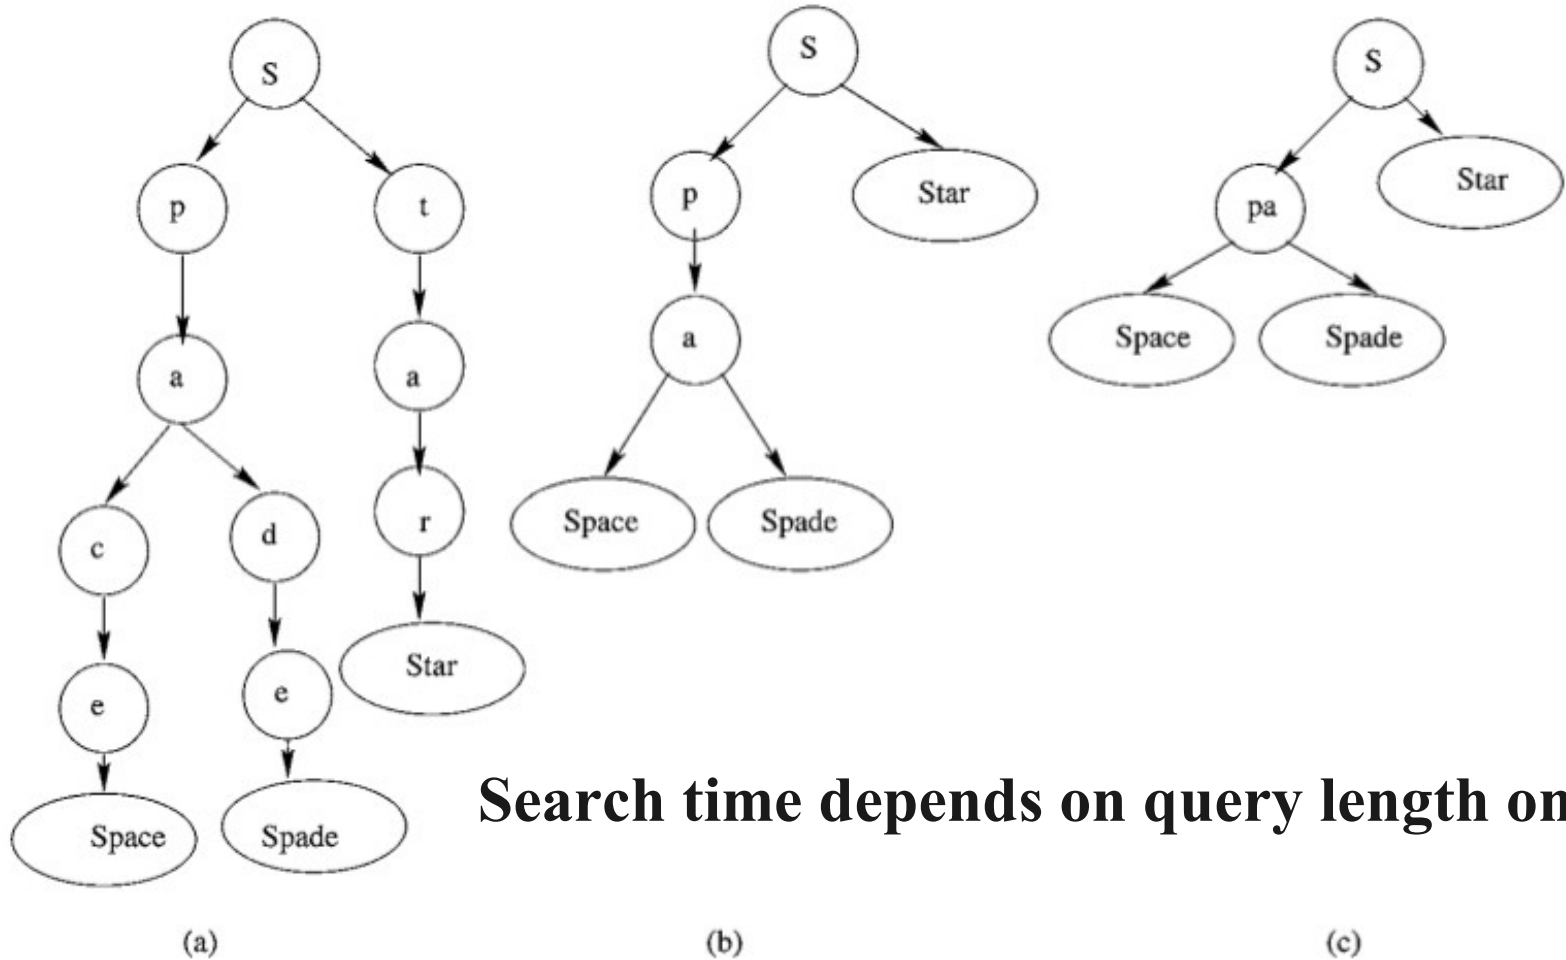 S
p
t
a
a
c
d
r
e
e
Star
Space
Spade
(a)
S
p
Star
a
Space
Spade
(b)
S
pa
Star
Space
Spade
(c)
Search time depends on query length on